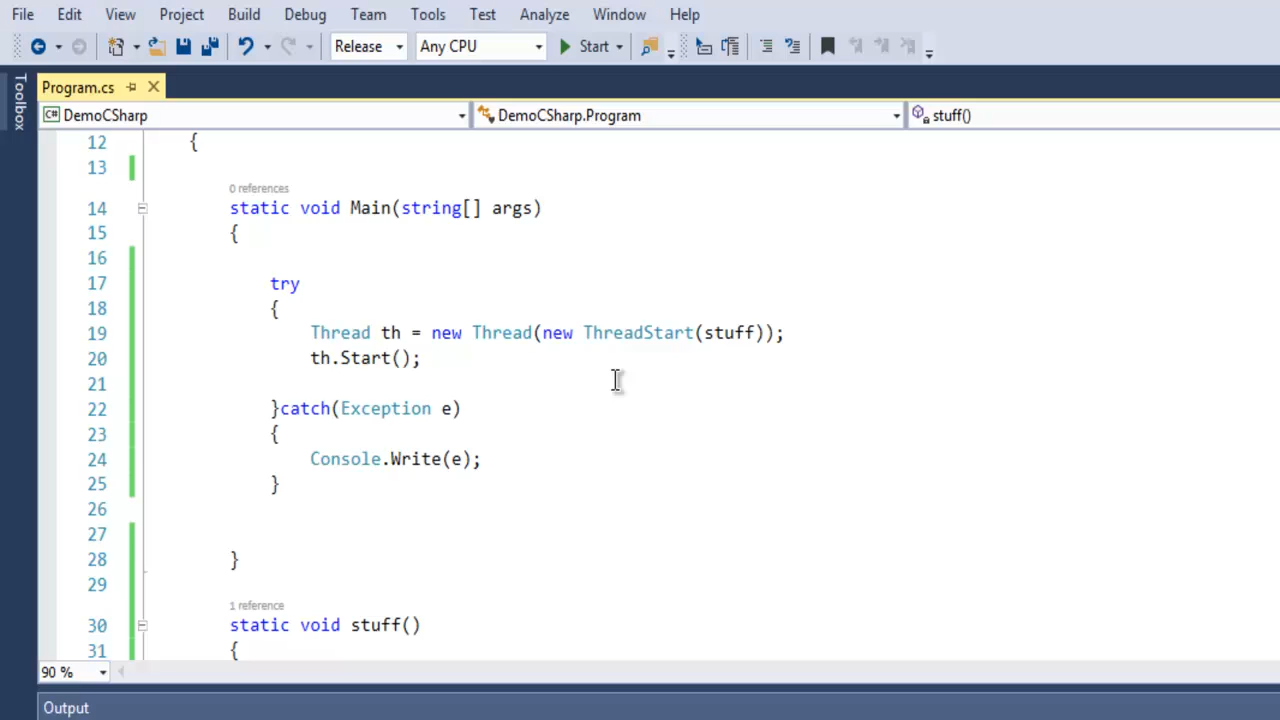 File Edit View Project Build Debug Team Tools Test Analyze Window Help
Release Any CPU Start
Toolbox
Program.cs
C# DemoCSharp DemoCSharp.Program stuff()
12 {
13
0 references
14 static void Main(string[] args)
15 {
16
17 try
18 {
19 Thread th = new Thread(new ThreadStart(stuff));
20 th.Start();
21
22 }catch(Exception e)
23 {
24 Console.Write(e);
25 }
26
27
28 }
29
1 reference
30 static void stuff()
31 {
90 %
Output